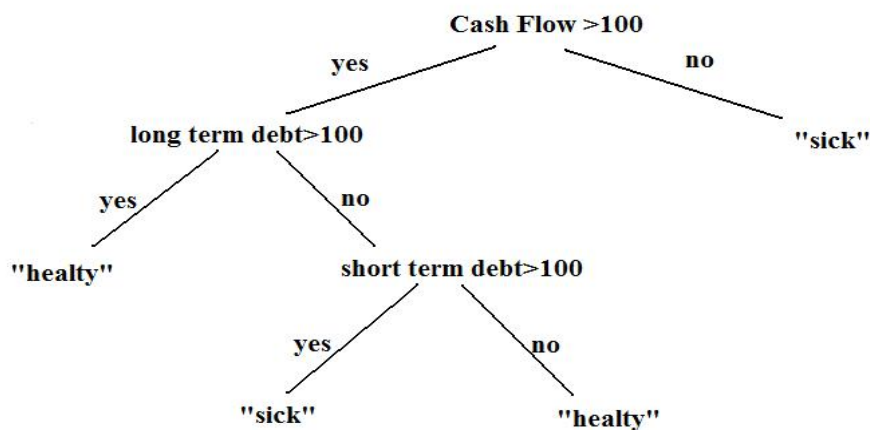 Cash Flow >100
yes
no
long term debt>100
"sick"
yes
no
"healty"
short term debt>100
yes
no
"sick"
"healty"